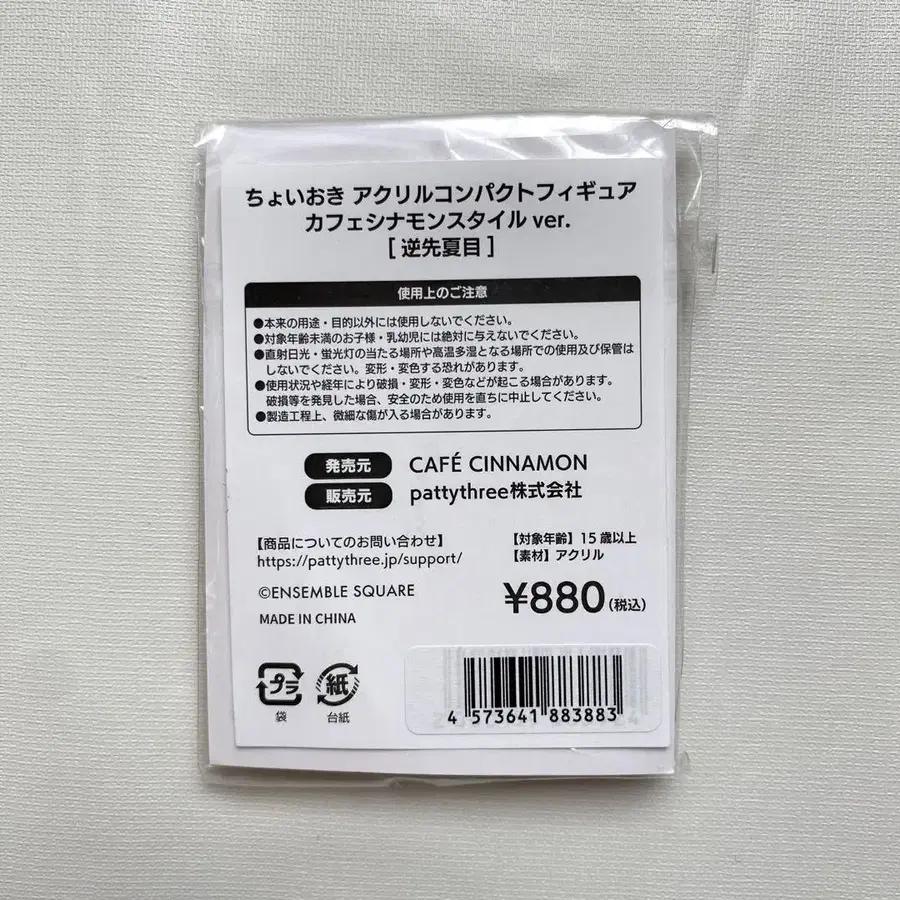 ちょいおき アクリルコンパクトフィギュア
カフェシナモンスタイル ver.
[ 逆先夏目 ]
使用上のご注意
●本来の用途・目的以外には使用しないでください。
●対象年齢未満のお子様・乳幼児には絶対に与えないでください。
●直射日光・蛍光灯の当たる場所や高温多湿となる場所での使用及び保管は
しないでください。変形・変色する恐れがあります。
●使用状況や経年により破損・変形・変色などが起こる場合があります。
破損等を発見した場合、安全のため使用を直ちに中止してください。
●製造工程上、微細な傷が入る場合があります。
発売元 CAFÉ CINNAMON
販売元 pattythree株式会社
【商品についてのお問い合わせ】
https://pattythree.jp/support/
【対象年齢】15歳以上
【素材】アクリル
©ENSEMBLE SQUARE
MADE IN CHINA
¥880(税込)
プラ
袋
紙
台紙
4 573641 883883